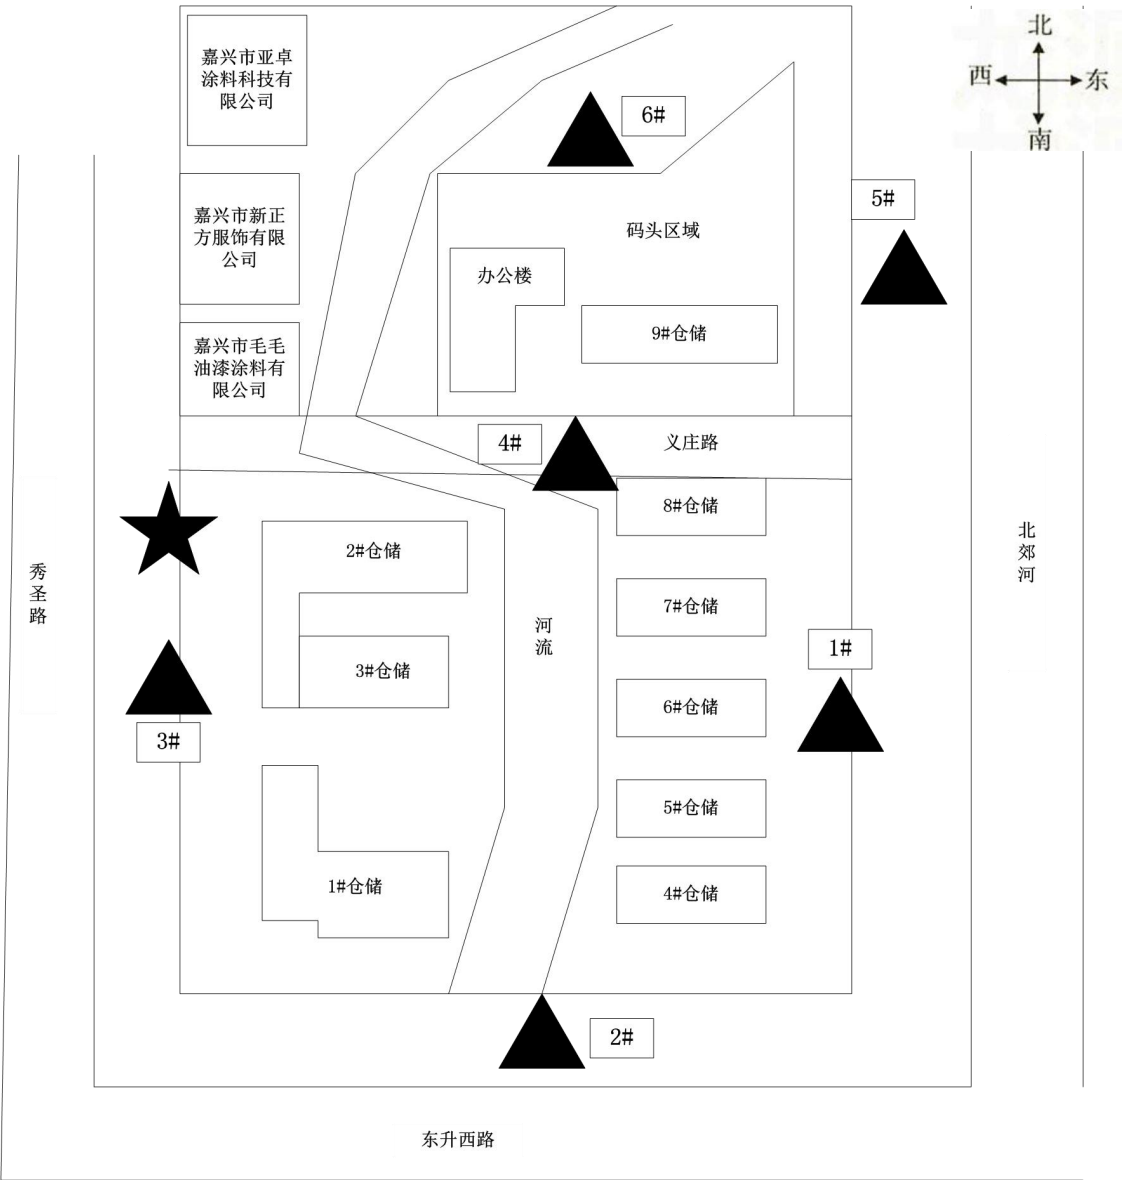 嘉兴市亚卓
涂料科技有
限公司
6#
北
西
东
南
嘉兴市新正
方服饰有限
公司
码头区域
5#
办公楼
9#仓储
嘉兴市毛毛
油漆涂料有
限公司
4#
义庄路
8#仓储
2#仓储
秀
圣
路
北
郊
河
7#仓储
河
流
1#
3#仓储
6#仓储
3#
5#仓储
1#仓储
4#仓储
2#
东升西路